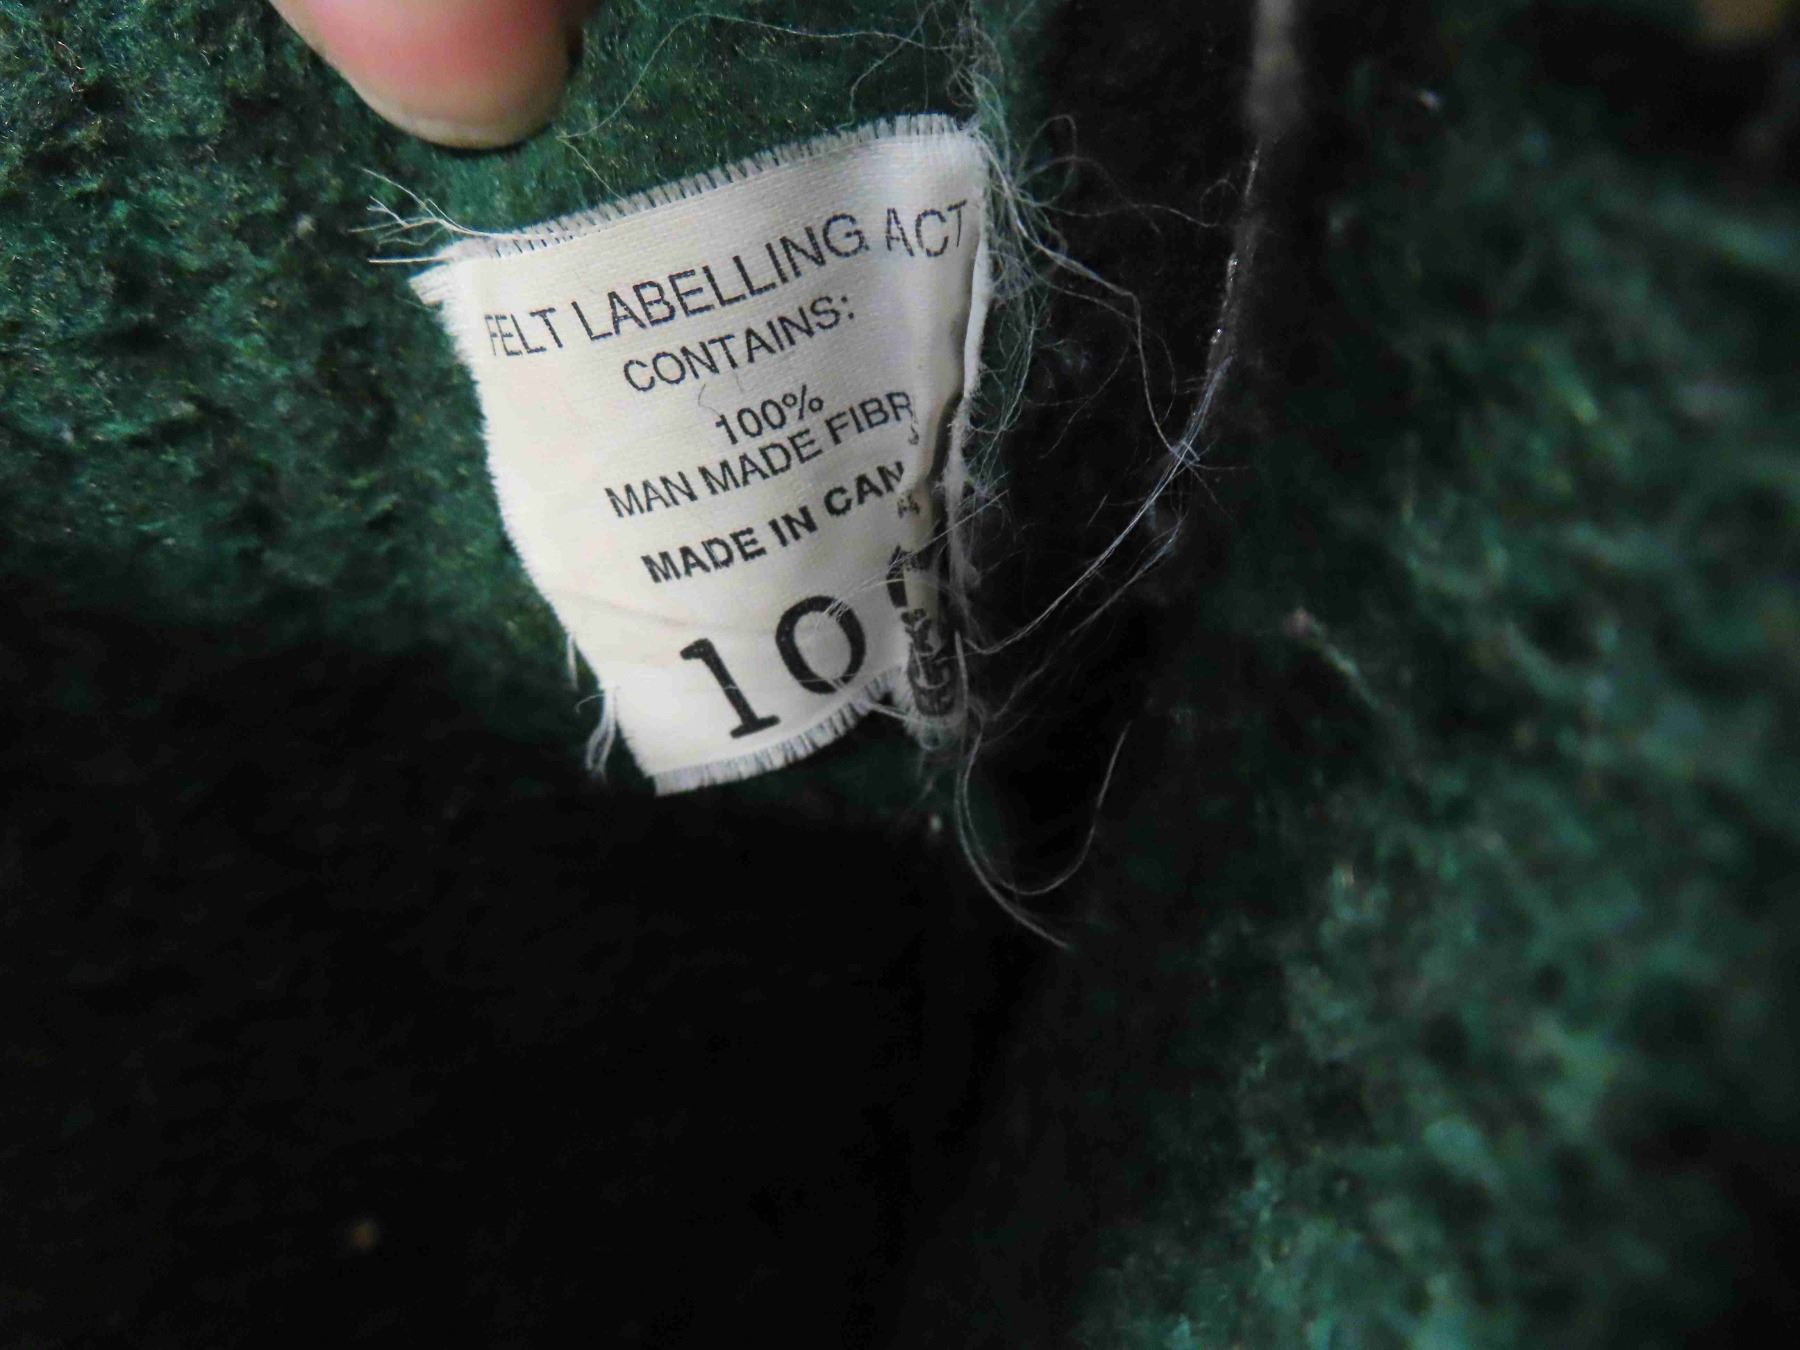 FELT LABELLING ACT
CONTAINS:
100%
MAN MADE FIBR
MADE IN CAN
10